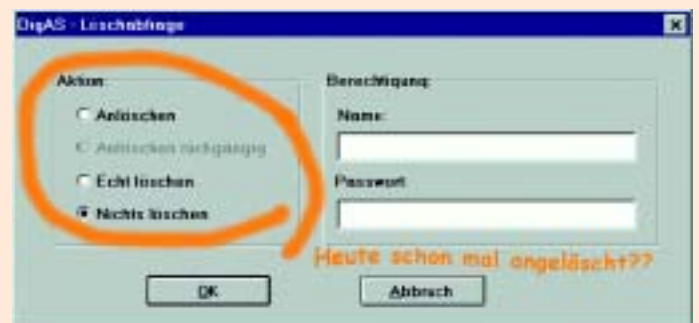 DigAS - Löschabfrage
Aktion:
Anlöschen
Anlöschen rückgängig
Echt löschen
Nichts löschen
Berechtigung:
Name:
Passwort:
Heute schon mal angelöscht??
OK
Abbruch